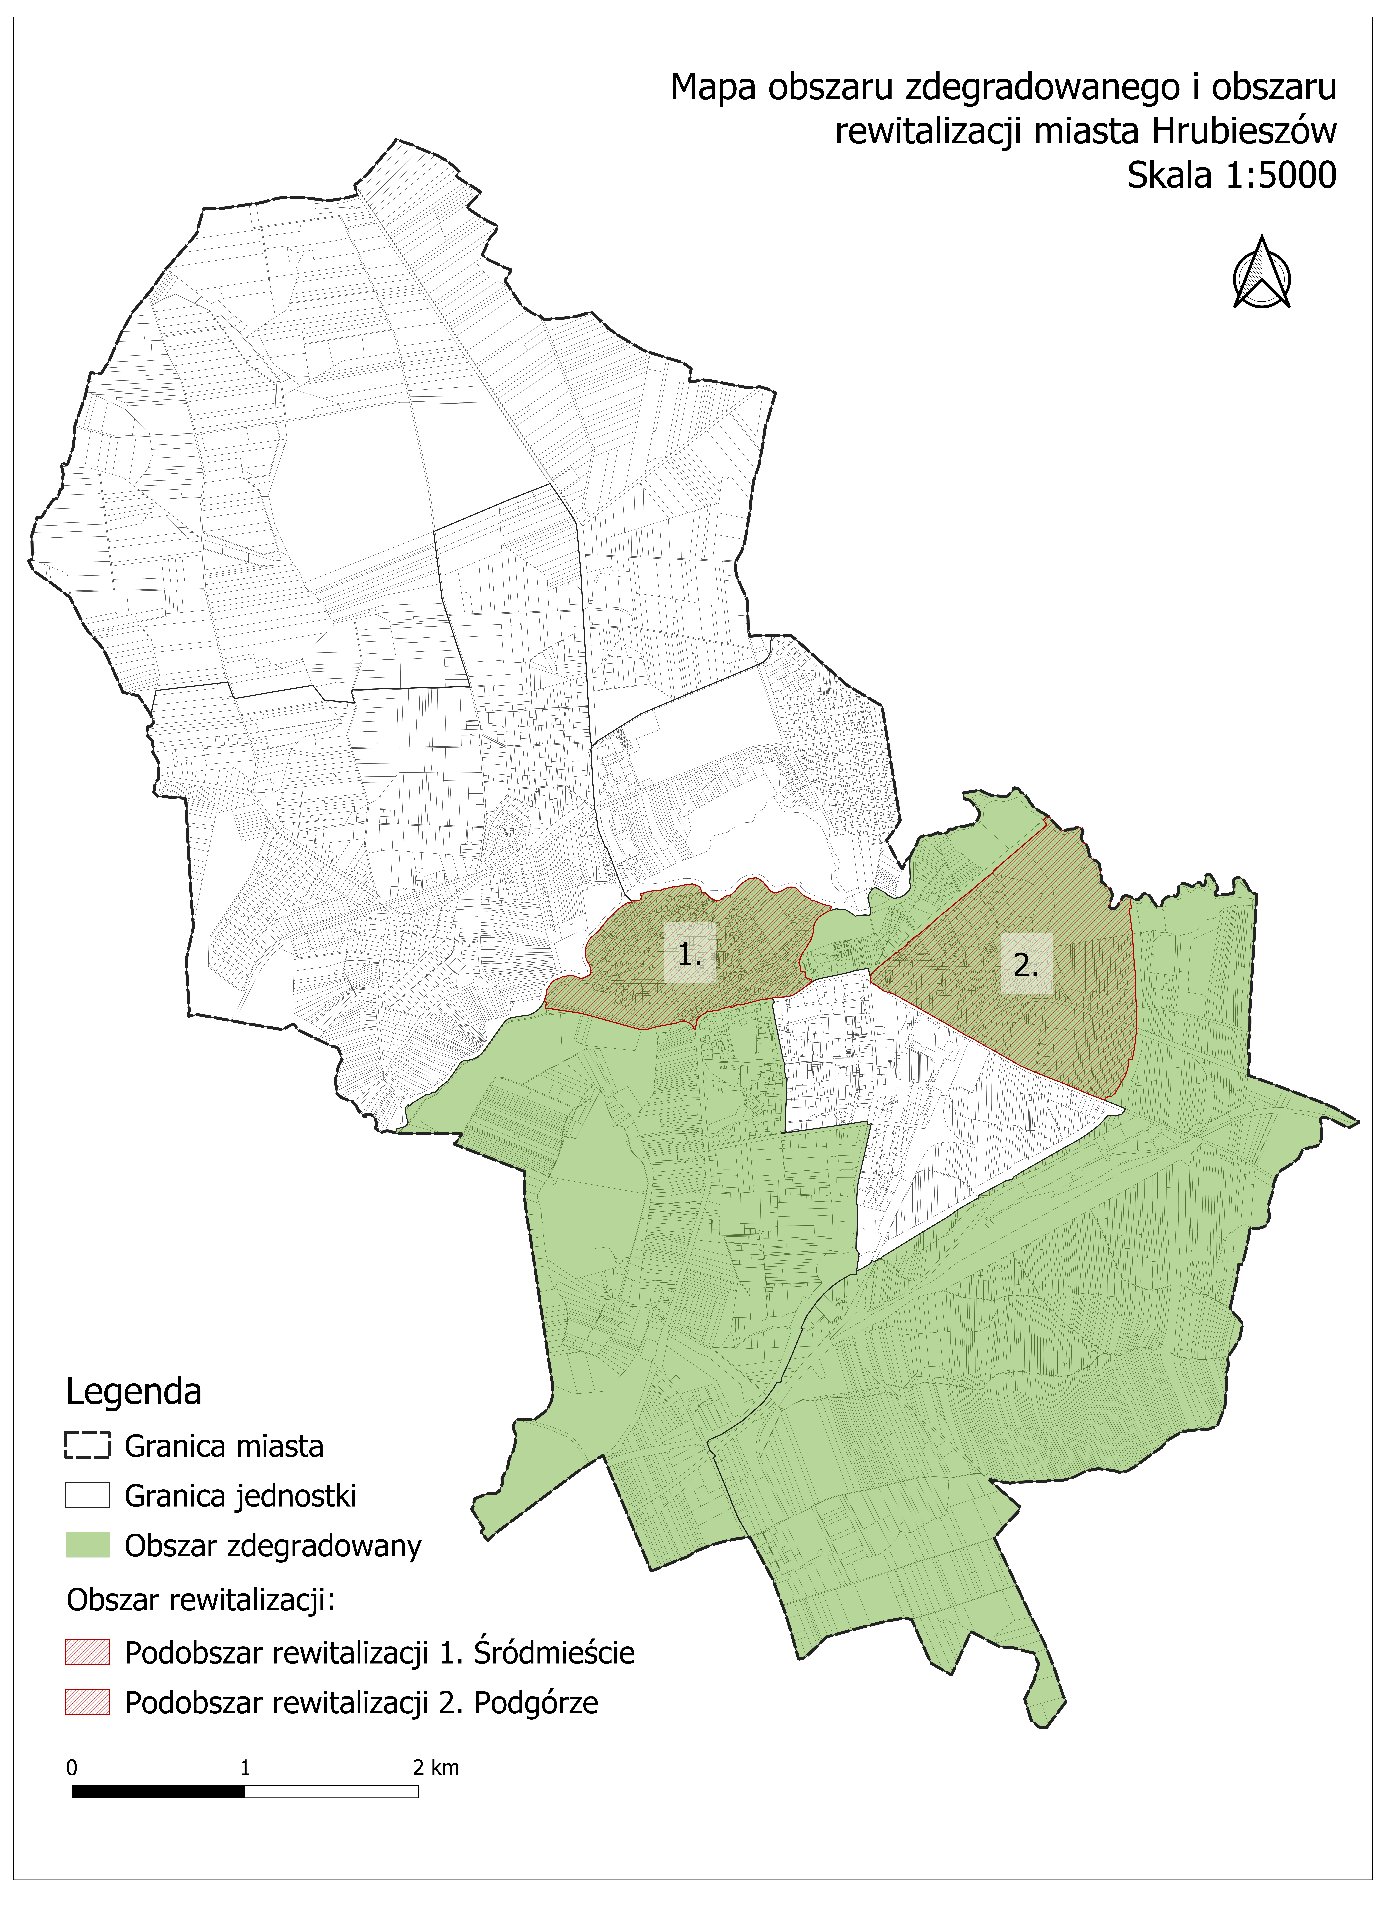 Mapa obszaru zdegradowanego i obszaru
rewitalizacji miasta Hrubieszów
Skala 1:5000
1.
2.
Legenda
Granica miasta
Granica jednostki
Obszar zdegradowany
Obszar rewitalizacji:
Podobszar rewitalizacji 1. Śródmieście
Podobszar rewitalizacji 2. Podgórze
0 1 2 km